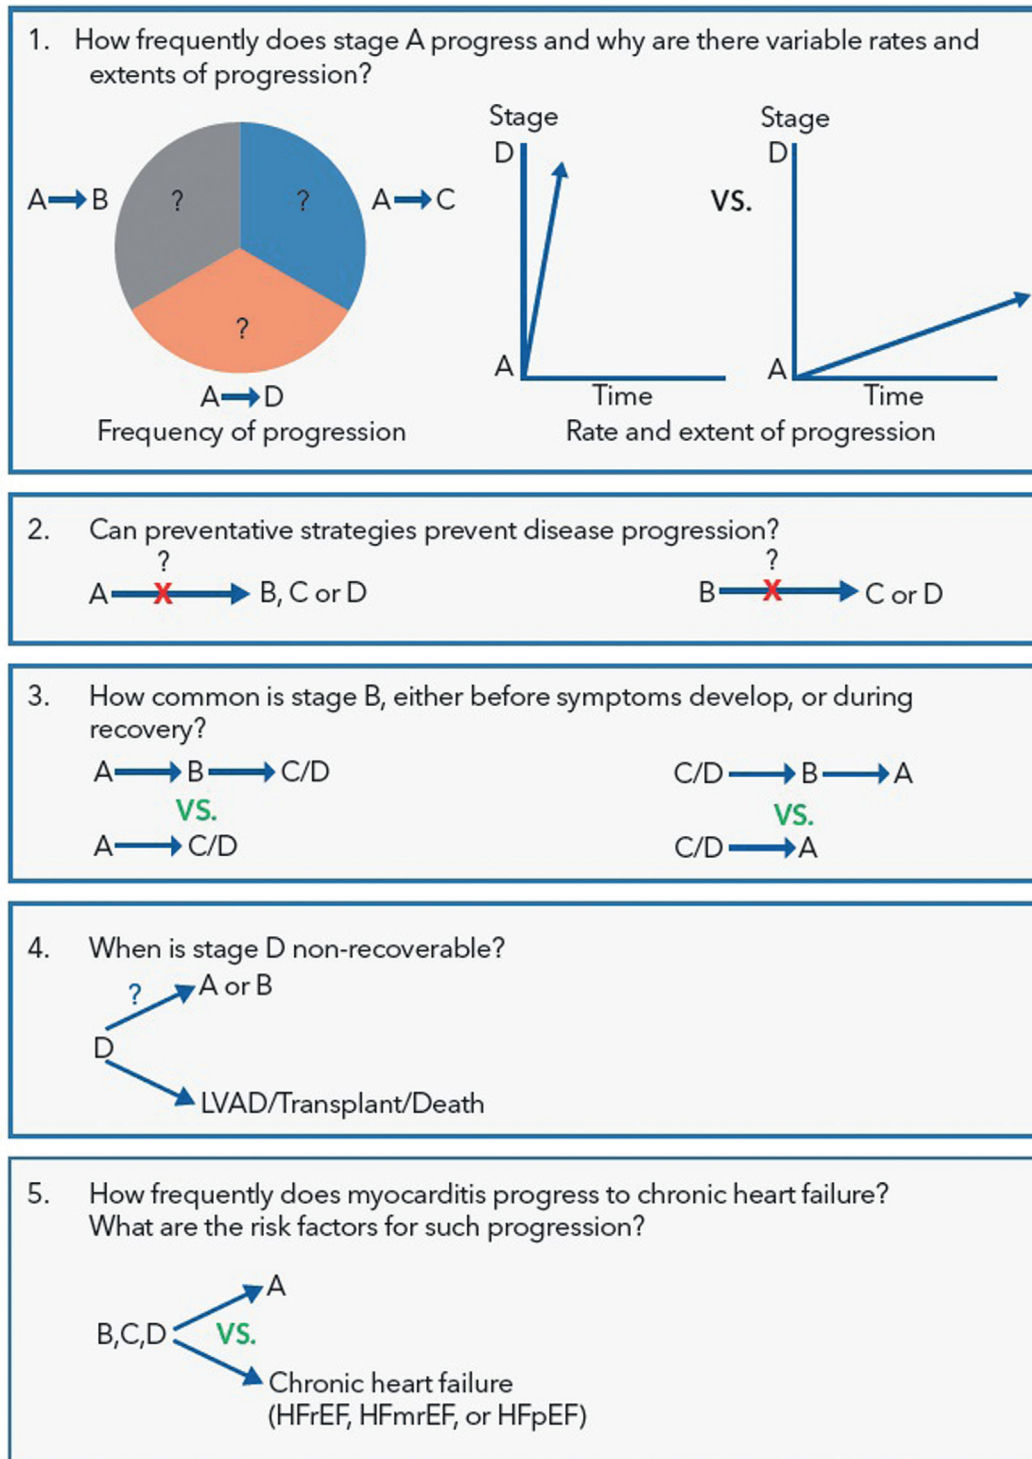 1. How frequently does stage A progress and why are there variable rates and
extents of progression?
Stage
Stage
D
D
A B
?
?
A C
VS.
?
A
A
A D
Time
Time
Frequency of progression
Rate and extent of progression
2. Can preventative strategies prevent disease progression?
?
?
A X B, C or D
B X C or D
3. How common is stage B, either before symptoms develop, or during
recovery?
A B C/D
C/D B A
VS.
VS.
A C/D
C/D A
4. When is stage D non-recoverable?
? A or B
D
LVAD/Transplant/Death
5. How frequently does myocarditis progress to chronic heart failure?
What are the risk factors for such progression?
A
B,C,D VS.
Chronic heart failure
(HFrEF, HFmrEF, or HFpEF)